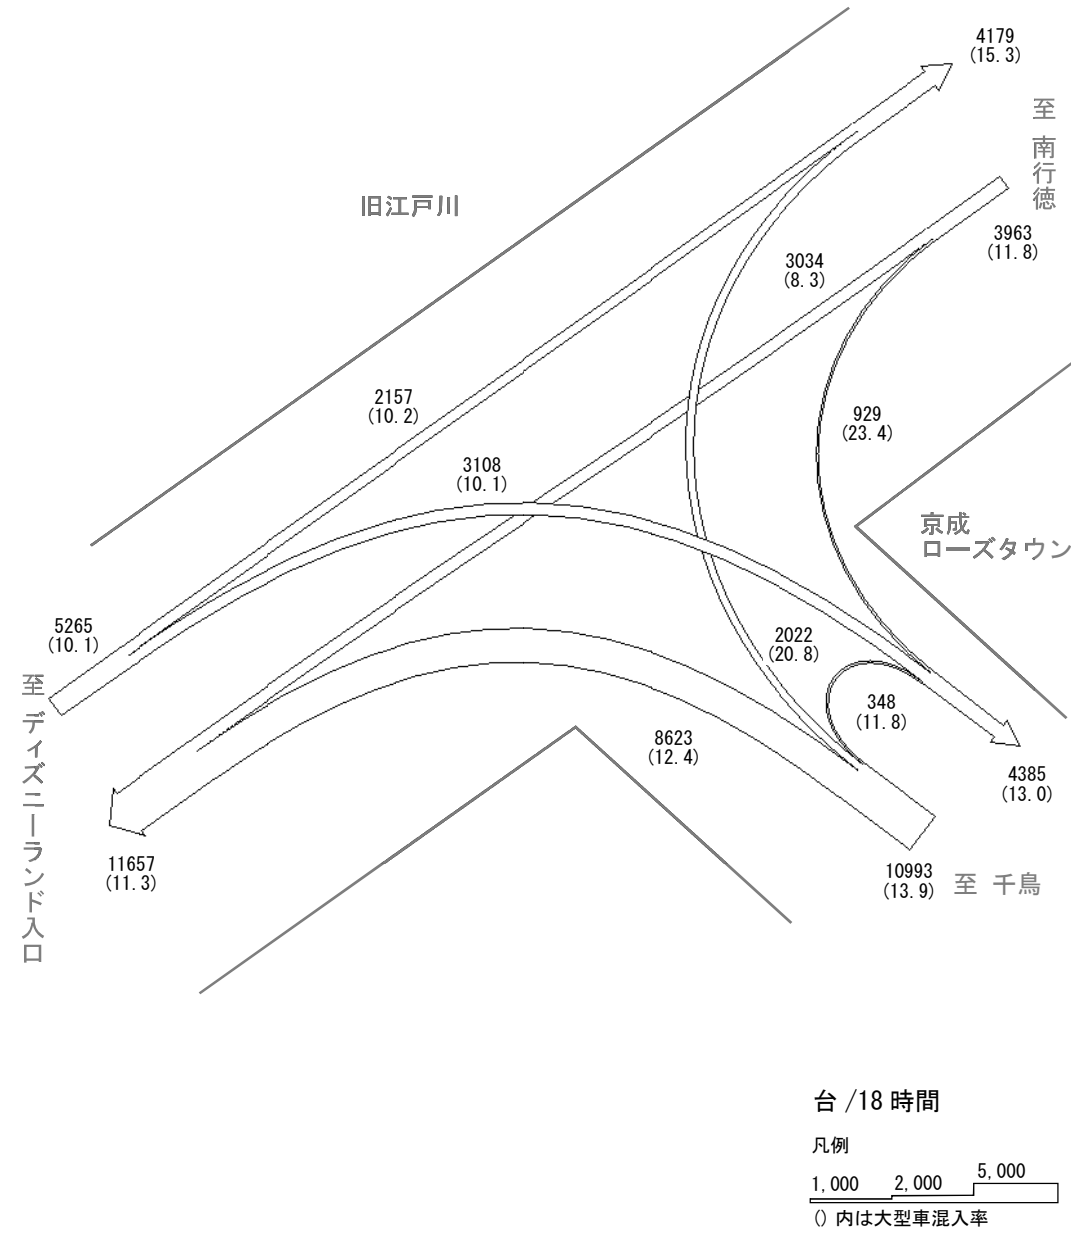 4179
(15.3)
至 南行徳
旧江戸川
3963
(11.8)
3034
(8.3)
2157
(10.2)
929
(23.4)
3108
(10.1)
京成
ローズタウン
5265
(10.1)
2022
(20.8)
至 ディズニーランド入口
348
(11.8)
8623
(12.4)
4385
(13.0)
11657
(11.3)
10993
(13.9)
至 千鳥
台 /18 時間
凡例
1,000 2,000 5,000
() 内は大型車混入率